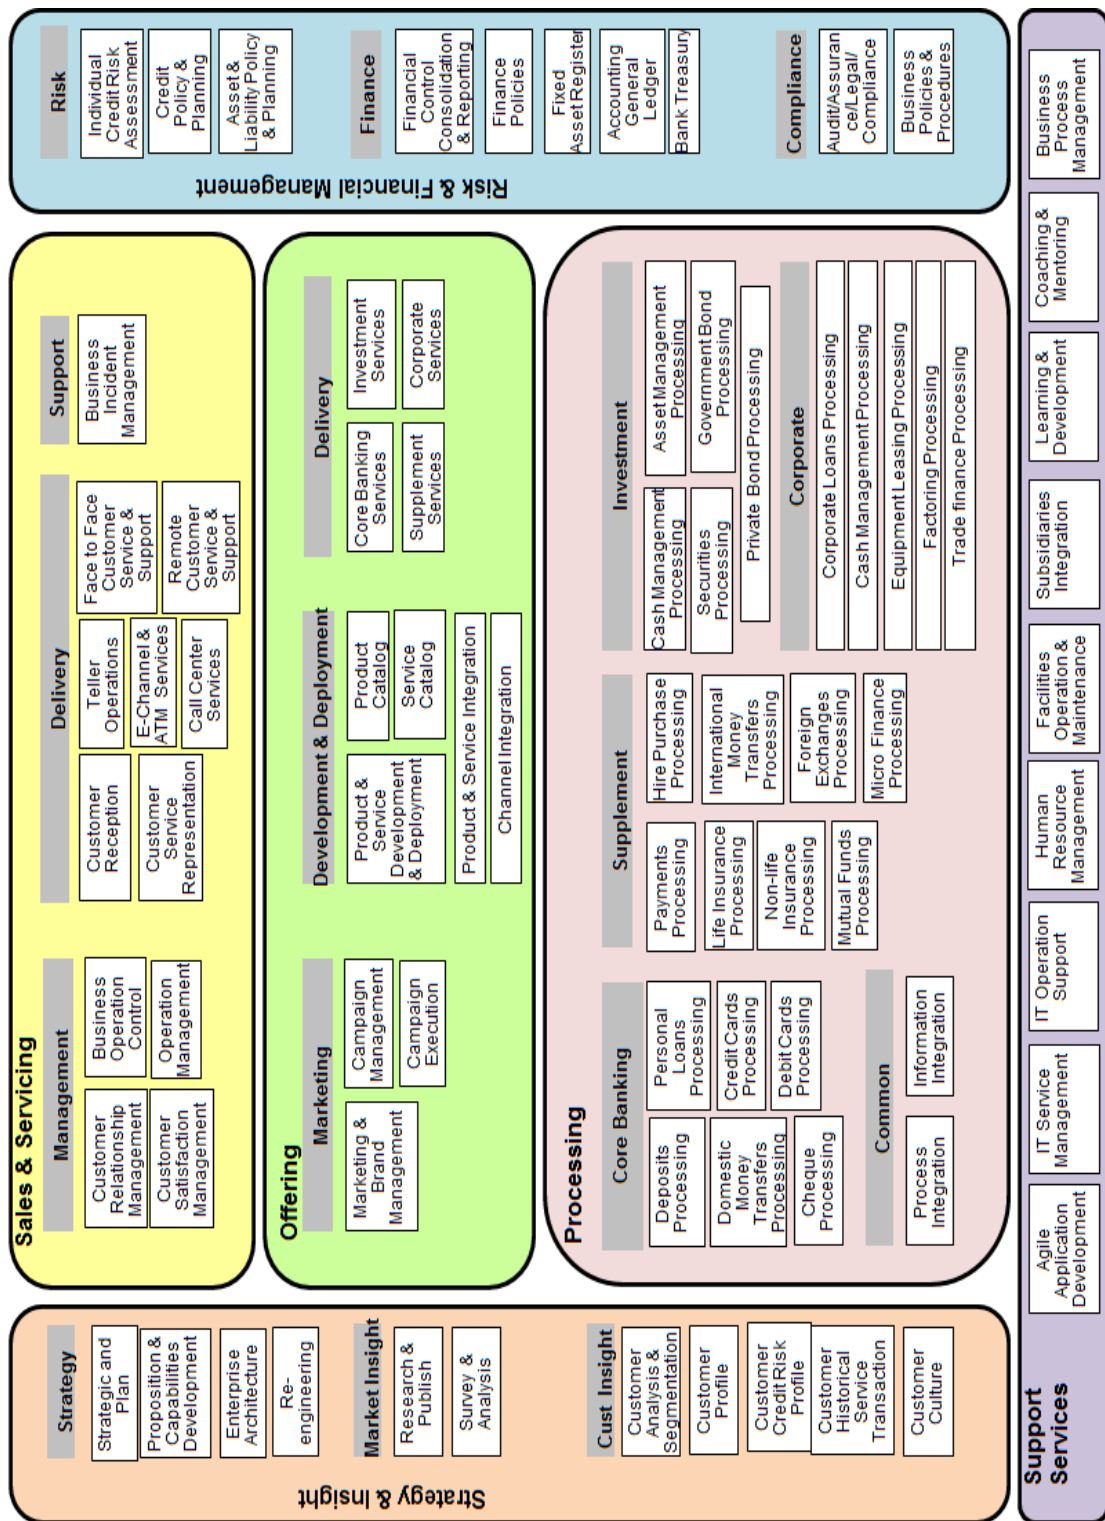 Strategy & Insight
Strategy
Strategic and
Plan
Proposition &
Capabilities
Development
Enterprise
Architecture
Re-
engineering
Market Insight
Research &
Publish
Survey &
Analysis
Cust Insight
Customer
Analysis &
Segmentation
Customer
Profile
Customer
Credit Risk
Profile
Customer
Historical
Service
Transaction
Customer
Culture
Sales & Servicing
Management
Customer
Relationship
Management
Business
Operation
Control
Customer
Satisfaction
Management
Operation
Management
Delivery
Customer
Reception
Teller
Operations
Face to Face
Customer
Service &
Support
Customer
Service
Representation
E-Channel &
ATM Services
Remote
Customer
Service &
Support
Call Center
Services
Support
Business
Incident
Management
Offering
Marketing
Marketing &
Brand
Management
Campaign
Management
Campaign
Execution
Development & Deployment
Product &
Service
Development
& Deployment
Product
Catalog
Service
Catalog
Product & Service Integration
Channel Integration
Delivery
Core Banking
Services
Investment
Services
Supplement
Services
Corporate
Services
Processing
Core Banking
Deposits
Processing
Personal
Loans
Processing
Domestic
Money
Transfers
Processing
Credit Cards
Processing
Cheque
Processing
Debit Cards
Processing
Common
Process
Integration
Information
Integration
Supplement
Payments
Processing
Hire Purchase
Processing
Life Insurance
Processing
International
Money
Transfers
Processing
Non-life
Insurance
Processing
Foreign
Exchanges
Processing
Mutual Funds
Processing
Micro Finance
Processing
Investment
Cash Management
Processing
Asset Management
Processing
Securities
Processing
Government Bond
Processing
Private Bond Processing
Corporate
Corporate Loans Processing
Cash Management Processing
Equipment Leasing Processing
Factoring Processing
Trade finance Processing
Risk & Financial Management
Risk
Individual
Credit Risk
Assessment
Credit
Policy &
Planning
Asset &
Liability Policy
& Planning
Finance
Financial
Control
Consolidation
& Reporting
Finance
Policies
Fixed
Asset Register
Accounting
General
Ledger
Bank Treasury
Compliance
Audit/Assuran
ce/Legal/
Compliance
Business
Policies &
Procedures
Support
Services
Agile
Application
Development
IT Service
Management
IT Operation
Support
Human
Resource
Management
Facilities
Operation &
Maintenance
Subsidiaries
Integration
Learning &
Development
Coaching &
Mentoring
Business
Process
Management